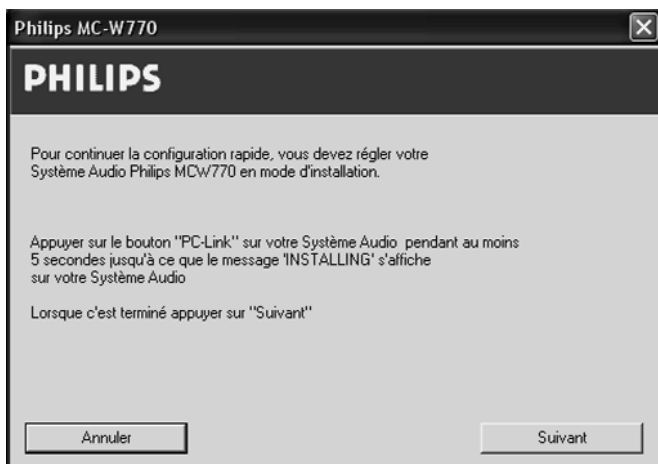 Philips MC-W770
PHILIPS
Pour continuer la configuration rapide, vous devez régler votre
Système Audio Philips MCW770 en mode d'installation.
Appuyer sur le bouton "PC-Link" sur votre Système Audio pendant au moins
5 secondes jusqu'à ce que le message 'INSTALLING' s'affiche
sur votre Système Audio
Lorsque c'est terminé appuyer sur "Suivant"
Annuler
Suivant